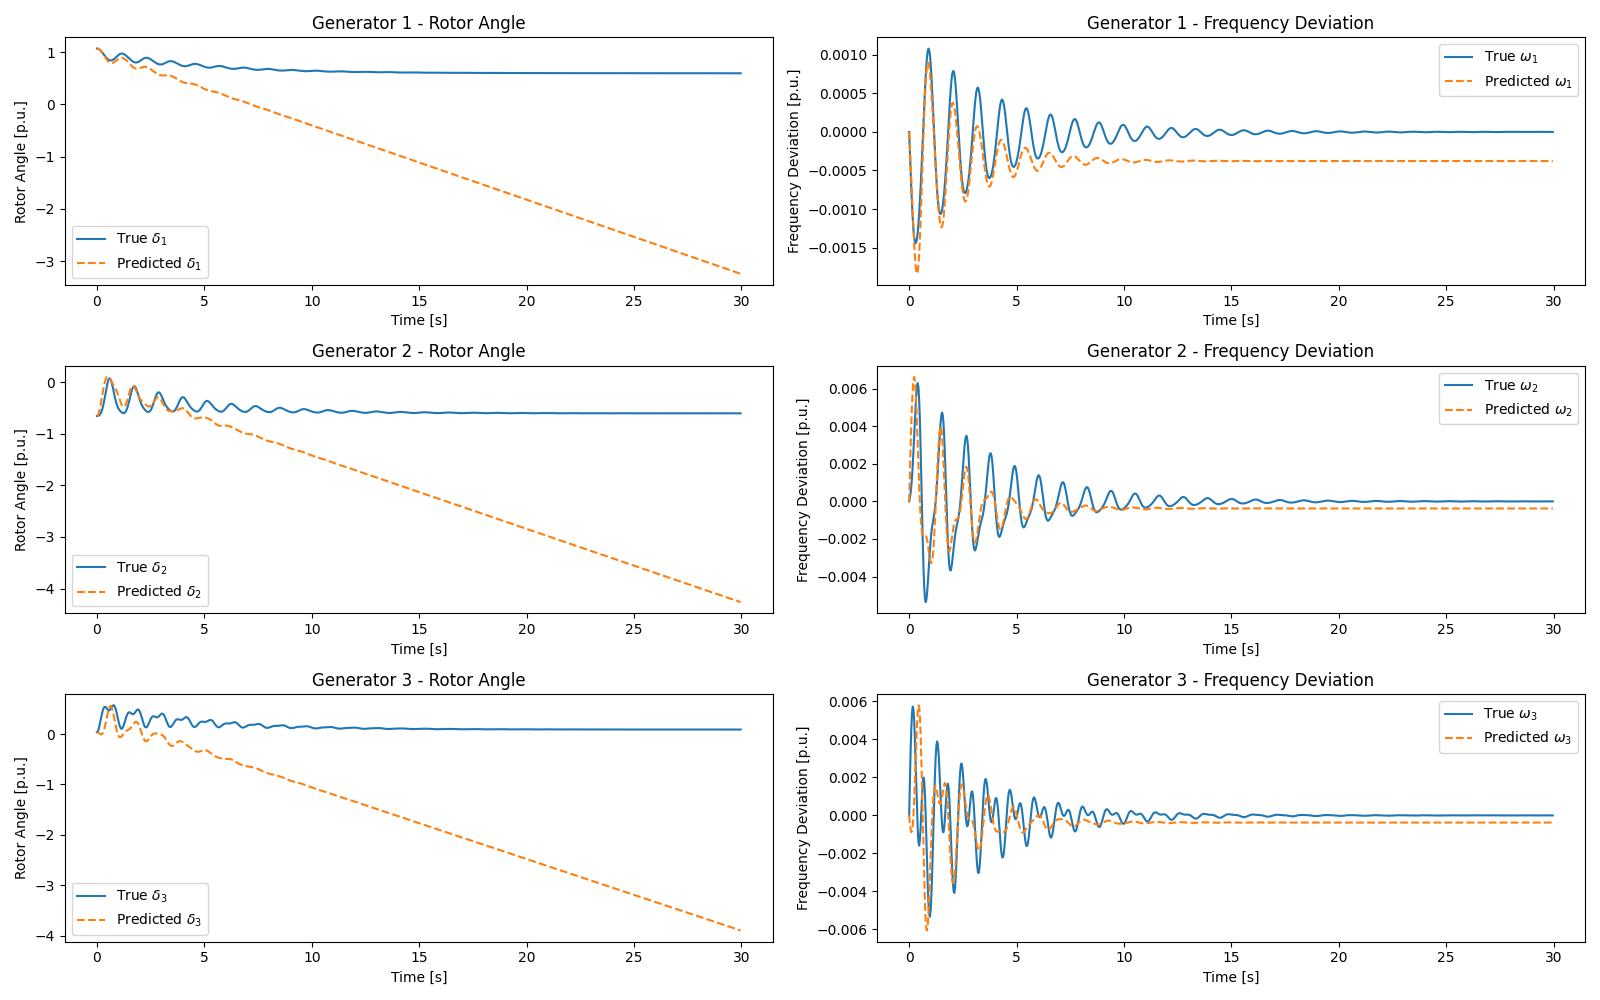 Generator 1 - Rotor Angle
Rotor Angle [p.u.]
1
0
−1
−2
−3
True δ₁
Predicted δ₁
0 5 10 15 20 25 30
Time [s]
Generator 1 - Frequency Deviation
Frequency Deviation [p.u.]
0.0010
0.0005
0.0000
−0.0005
−0.0010
−0.0015
True ω₁
Predicted ω₁
0 5 10 15 20 25 30
Time [s]
Generator 2 - Rotor Angle
Rotor Angle [p.u.]
0
−1
−2
−3
−4
True δ₂
Predicted δ₂
0 5 10 15 20 25 30
Time [s]
Generator 2 - Frequency Deviation
Frequency Deviation [p.u.]
0.006
0.004
0.002
0.000
−0.002
−0.004
True ω₂
Predicted ω₂
0 5 10 15 20 25 30
Time [s]
Generator 3 - Rotor Angle
Rotor Angle [p.u.]
0
−1
−2
−3
−4
True δ₃
Predicted δ₃
0 5 10 15 20 25 30
Time [s]
Generator 3 - Frequency Deviation
Frequency Deviation [p.u.]
0.006
0.004
0.002
0.000
−0.002
−0.004
−0.006
True ω₃
Predicted ω₃
0 5 10 15 20 25 30
Time [s]